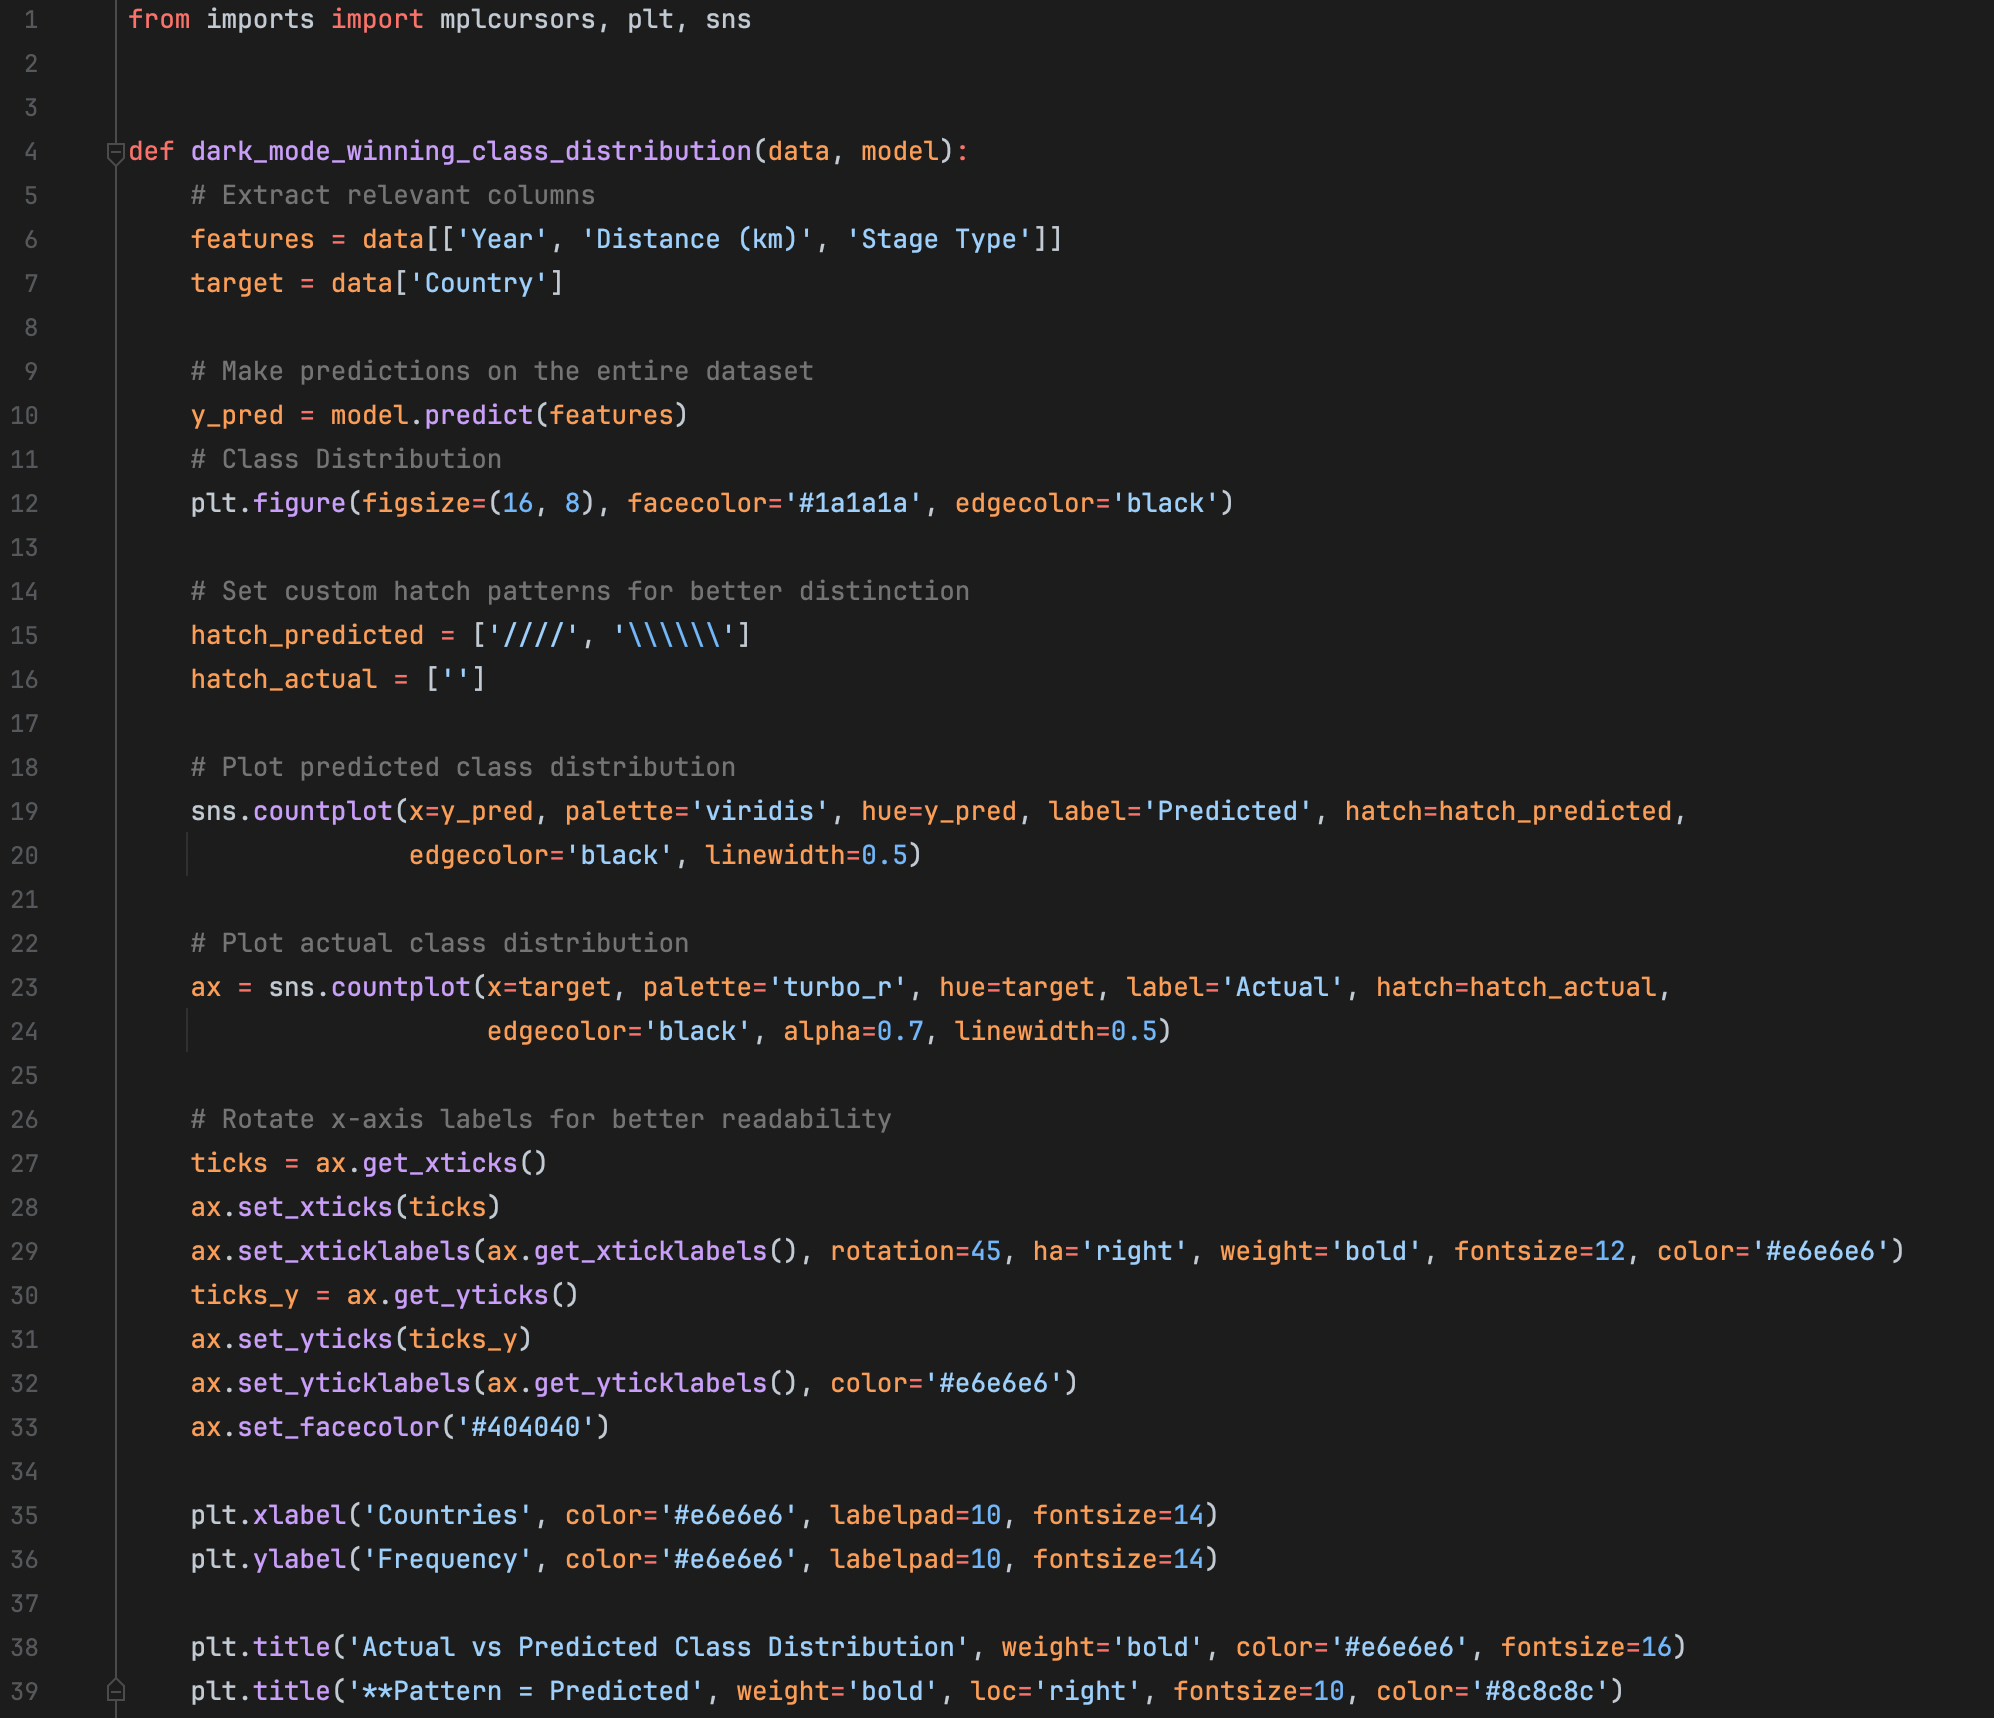 1 from imports import mplcursors, plt, sns
2
3
4 def dark_mode_winning_class_distribution(data, model):
5     # Extract relevant columns
6     features = data[['Year', 'Distance (km)', 'Stage Type']]
7     target = data['Country']
8
9     # Make predictions on the entire dataset
10     y_pred = model.predict(features)
11     # Class Distribution
12     plt.figure(figsize=(16, 8), facecolor='#1a1a1a', edgecolor='black')
13
14     # Set custom hatch patterns for better distinction
15     hatch_predicted = ['////', '\\\\\\']
16     hatch_actual = ['']
17
18     # Plot predicted class distribution
19     sns.countplot(x=y_pred, palette='viridis', hue=y_pred, label='Predicted', hatch=hatch_predicted,
20                   edgecolor='black', linewidth=0.5)
21
22     # Plot actual class distribution
23     ax = sns.countplot(x=target, palette='turbo_r', hue=target, label='Actual', hatch=hatch_actual,
24                        edgecolor='black', alpha=0.7, linewidth=0.5)
25
26     # Rotate x-axis labels for better readability
27     ticks = ax.get_xticks()
28     ax.set_xticks(ticks)
29     ax.set_xticklabels(ax.get_xticklabels(), rotation=45, ha='right', weight='bold', fontsize=12, color='#e6e6e6')
30     ticks_y = ax.get_yticks()
31     ax.set_yticks(ticks_y)
32     ax.set_yticklabels(ax.get_yticklabels(), color='#e6e6e6')
33     ax.set_facecolor('#404040')
34
35     plt.xlabel('Countries', color='#e6e6e6', labelpad=10, fontsize=14)
36     plt.ylabel('Frequency', color='#e6e6e6', labelpad=10, fontsize=14)
37
38     plt.title('Actual vs Predicted Class Distribution', weight='bold', color='#e6e6e6', fontsize=16)
39     plt.title('**Pattern = Predicted', weight='bold', loc='right', fontsize=10, color='#8c8c8c')